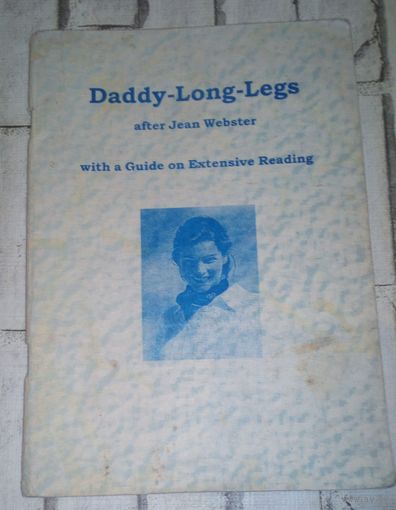 Daddy-Long-Legs
after Jean Webster
with a Guide on Extensive Reading